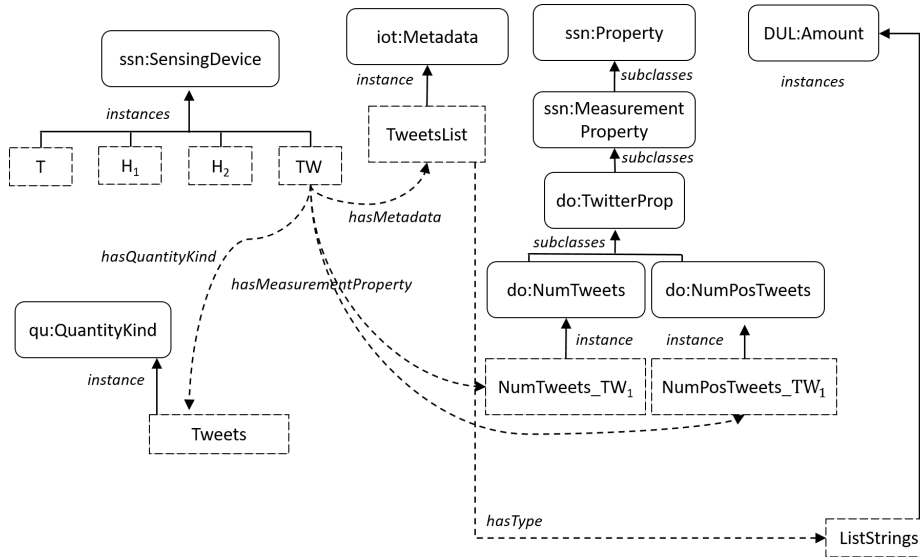 ssn:SensingDevice
iot:Metadata
ssn:Property
DUL:Amount
instance
subclasses
instances
instances
ssn:Measurement
Property
TweetsList
subclasses
T
H₁
H₂
TW
do:TwitterProp
hasMetadata
subclasses
hasQuantityKind
hasMeasurementProperty
do:NumTweets
do:NumPosTweets
qu:QuantityKind
instance
instance
instance
NumTweets_TW₁
NumPosTweets_TW₁
Tweets
hasType
ListStrings